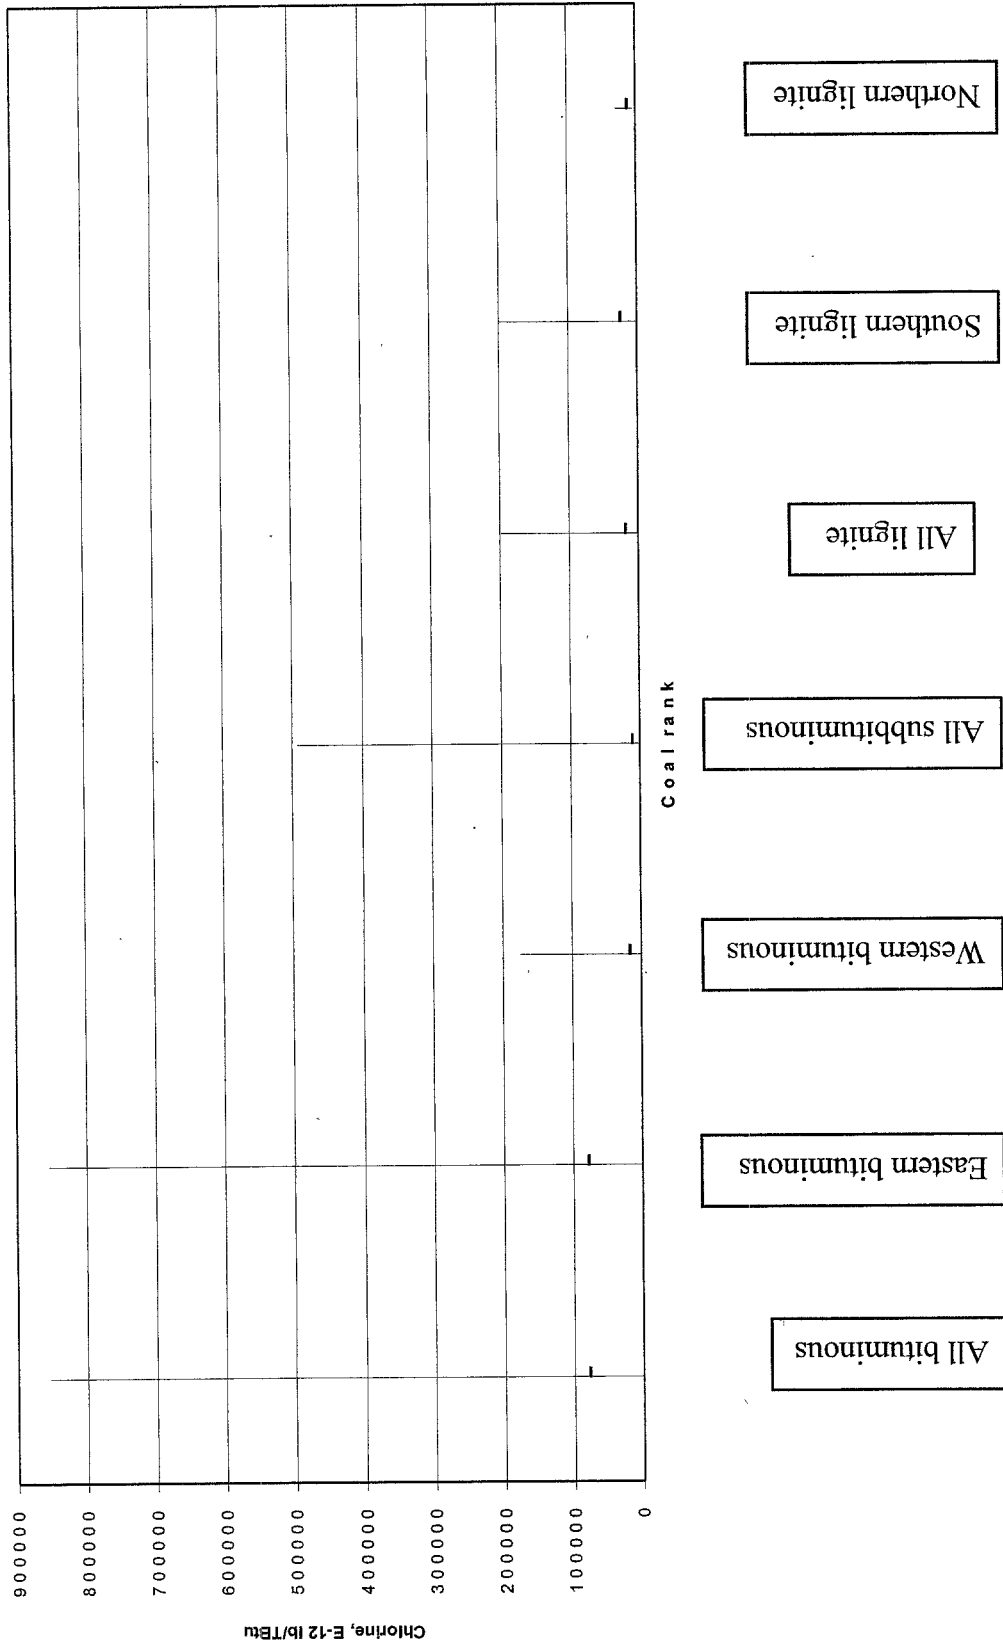 Chlorine, E-12 lb/TBtu
900000
800000
700000
600000
500000
400000
300000
200000
100000
0
Coal rank
All bituminous
Eastern bituminous
Western bituminous
All subbituminous
All lignite
Southern lignite
Northern lignite